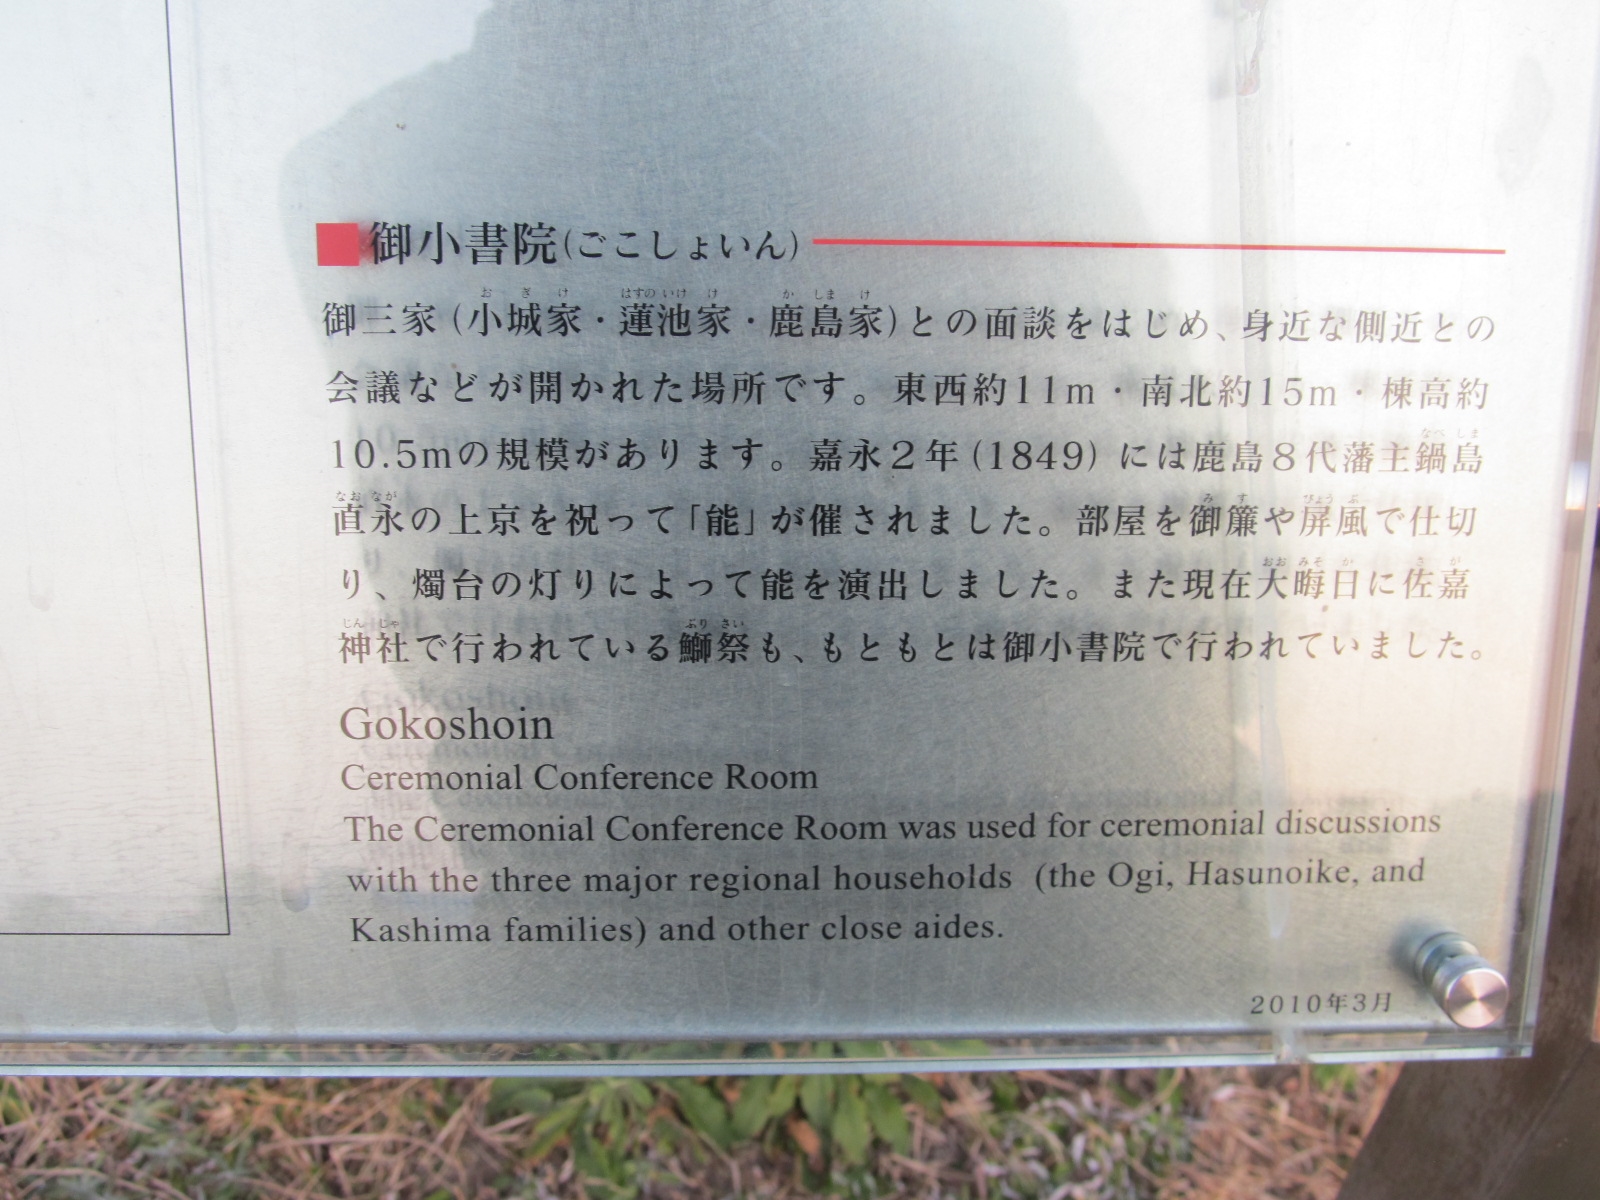 ■御小書院(ごこしょいん)
御三家(小城家・蓮池家・鹿島家)との面談をはじめ、身近な側近との
会議などが開かれた場所です。東西約11m・南北約15m・棟高約
10.5mの規模があります。嘉永2年(1849)には鹿島8代藩主鍋島
直永の上京を祝って「能」が催されました。部屋を御簾や屏風で仕切
り、燭台の灯りによって能を演出しました。また現在大晦日に佐嘉
神社で行われている鰤祭も、もともとは御小書院で行われていました。
Gokoshoin
Ceremonial Conference Room
The Ceremonial Conference Room was used for ceremonial discussions
with the three major regional households (the Ogi, Hasunoike, and
Kashima families) and other close aides.
2010年3月